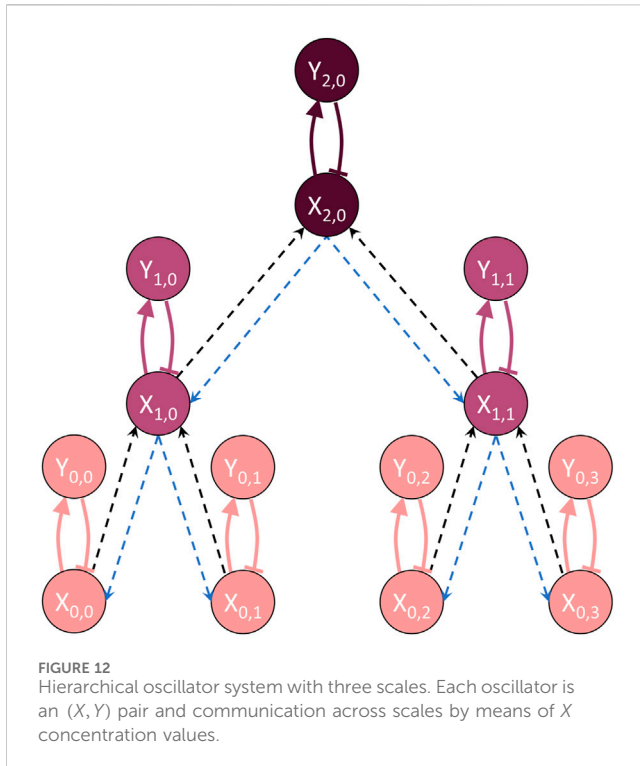 Y2,0
X2,0
Y1,0 Y1,1
X1,0 X1,1
Y0,0 Y0,1 Y0,2 Y0,3
X0,0 X0,1 X0,2 X0,3
FIGURE 12
Hierarchical oscillator system with three scales. Each oscillator is
an (X,Y) pair and communication across scales by means of X
concentration values.